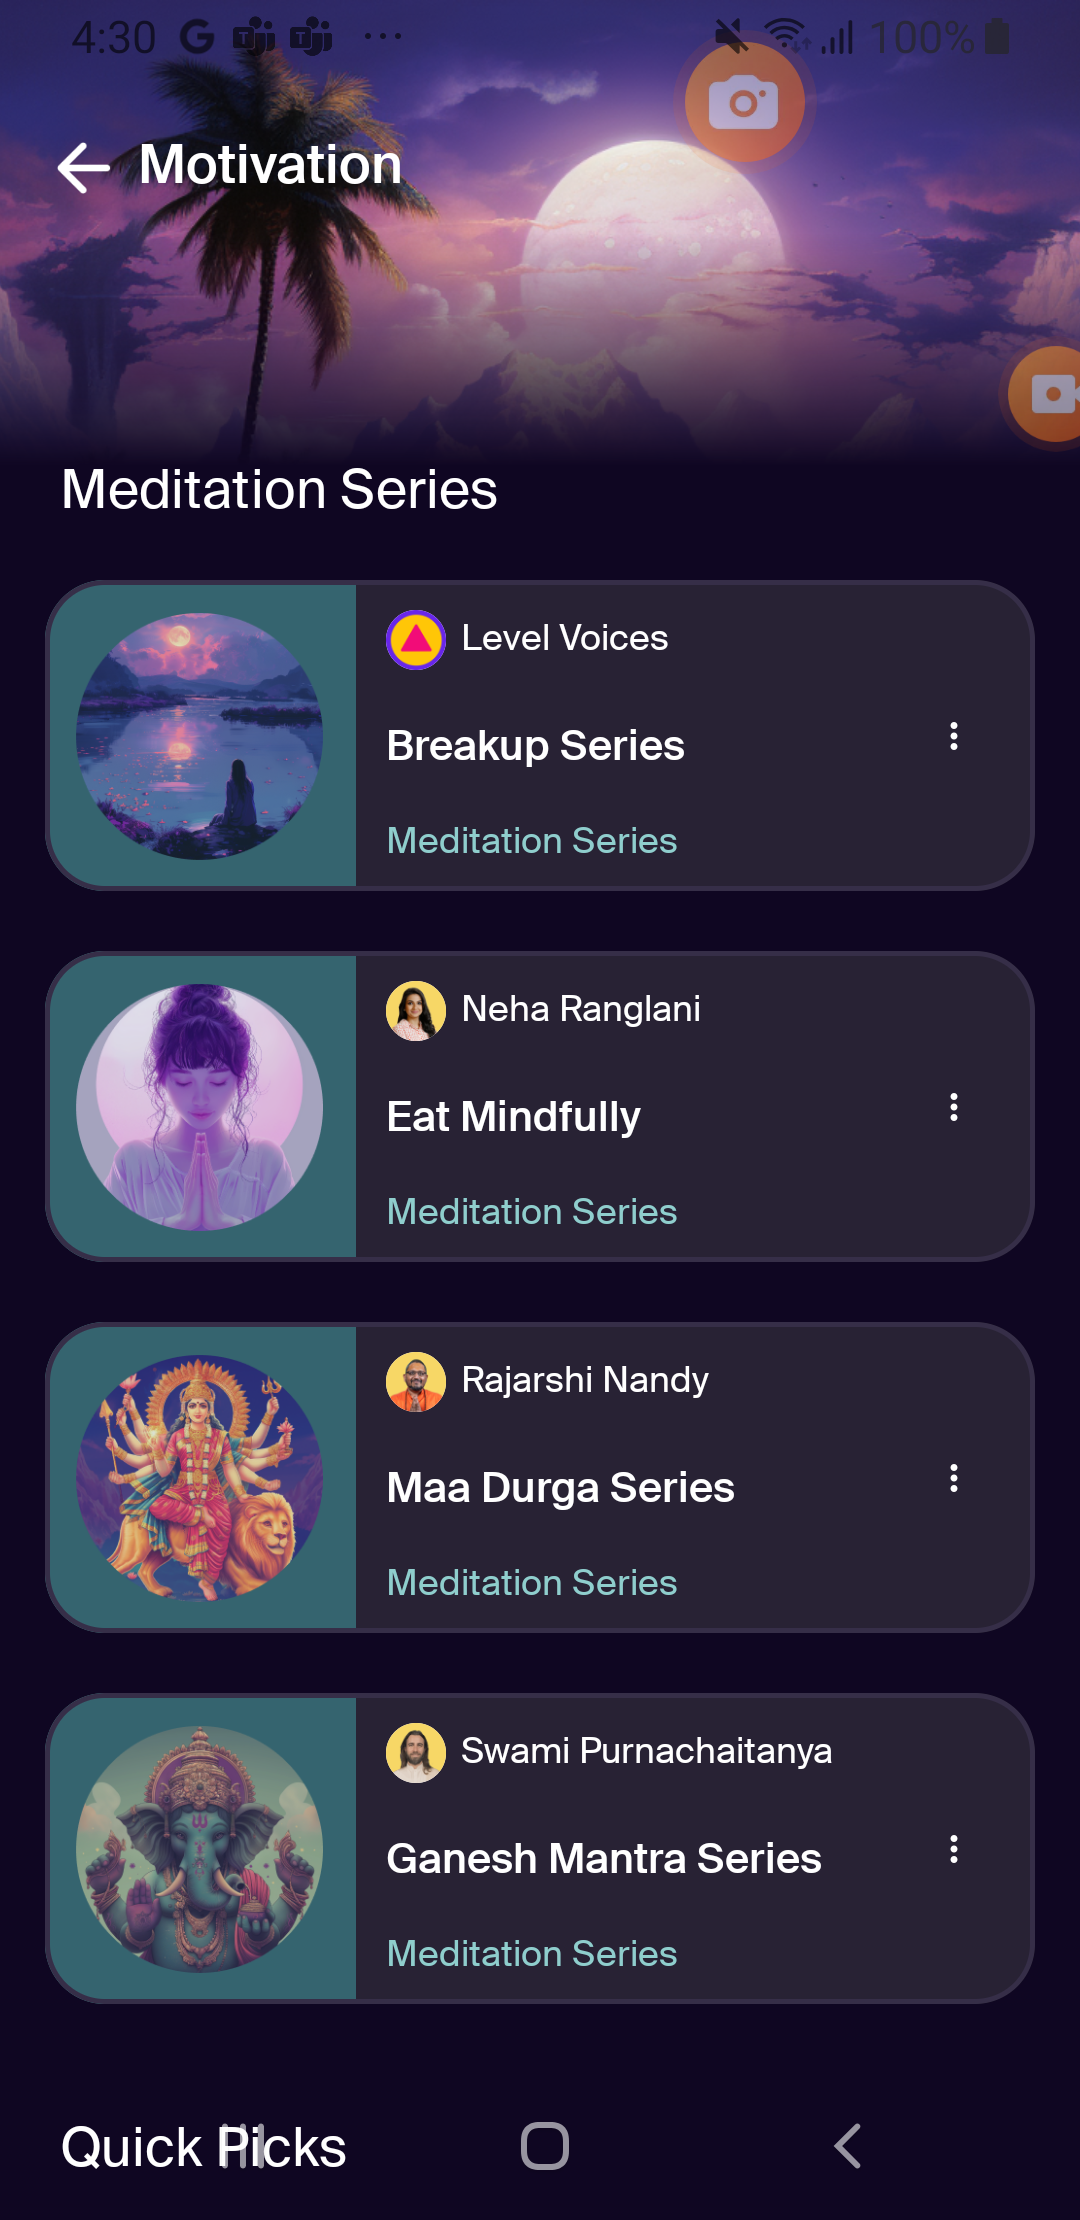 4:30
100%
Motivation
Meditation Series
Level Voices
Breakup Series
Meditation Series
Neha Ranglani
Eat Mindfully
Meditation Series
Rajarshi Nandy
Maa Durga Series
Meditation Series
Swami Purnachaitanya
Ganesh Mantra Series
Meditation Series
Quick Picks